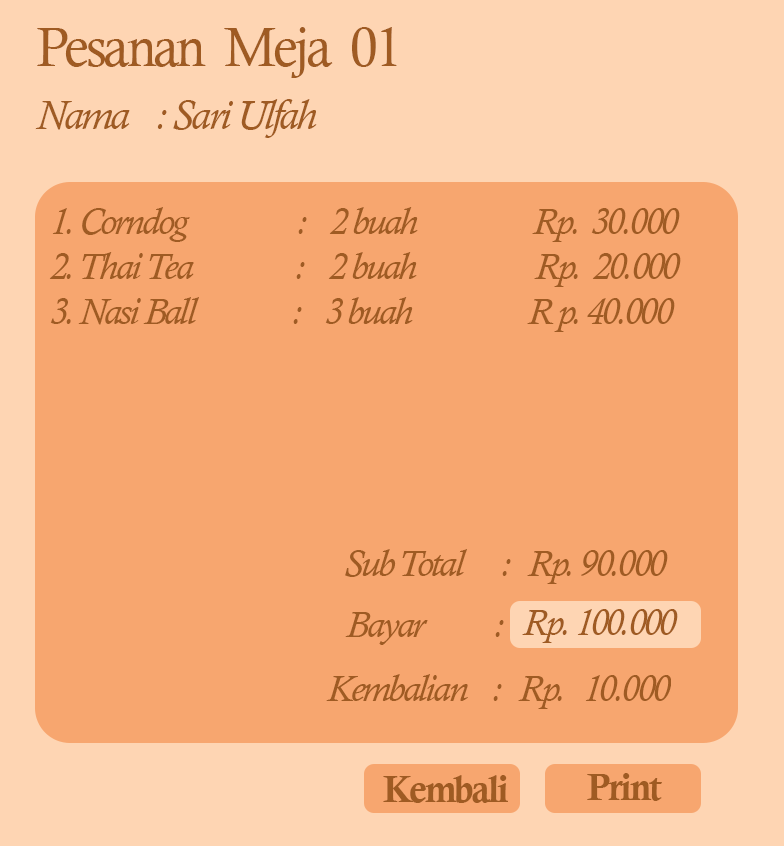 Pesanan Meja 01
Nama : Sari Ulfah
1. Corndog : 2 buah Rp. 30.000
2. Thai Tea : 2 buah Rp. 20.000
3. Nasi Ball : 3 buah R p. 40.000
Sub Total : Rp. 90.000
Bayar : Rp. 100.000
Kembalian : Rp. 10.000
Kembali Print